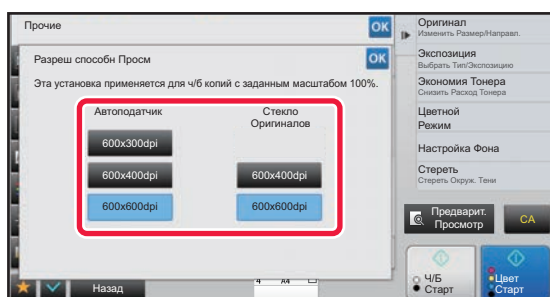 Прочие
OK
Разреш способн Просм
OK
Эта установка применяется для ч/б копий с заданным масштабом 100%.
Автоподатчик
Стекло
Оригиналов
600x300dpi
600x400dpi
600x400dpi
600x600dpi
600x600dpi
Назад
4 A4
Оригинал
Изменить Размер/Направл.
Экспозиция
Выбрать Тип/Экспозицию
Экономия Тонера
Снизить Расход Тонера
Цветной
Режим
Настройка Фона
Стереть
Стереть Окруж. Тени
Предварит.
Просмотр
CA
Ч/Б
Старт
Цвет
Старт